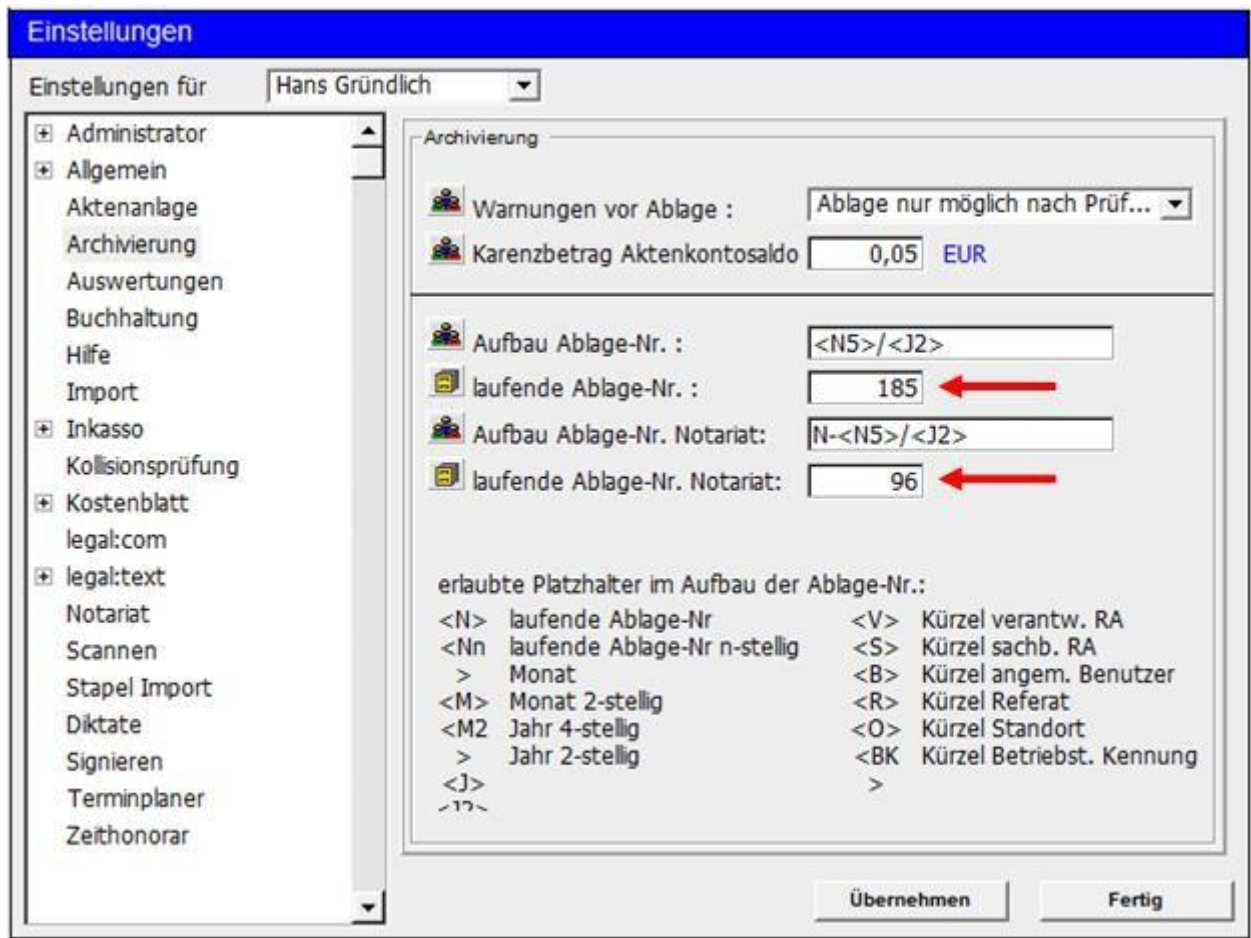 Einstellungen
Einstellungen für Hans Gründlich
Administrator
Allgemein
Aktenanlage
Archivierung
Auswertungen
Buchhaltung
Hilfe
Import
Inkasso
Kollisionsprüfung
Kostenblatt
legal:com
legal:text
Notariat
Scannen
Stapel Import
Diktate
Signieren
Terminplaner
Zeithonorar
Archivierung
Warnungen vor Ablage : Ablage nur möglich nach Prüf...
Karenzbetrag Aktenkontosaldo 0,05 EUR
Aufbau Ablage-Nr. : <N5>/<J2>
laufende Ablage-Nr. : 185
Aufbau Ablage-Nr. Notariat: N-<N5>/<J2>
laufende Ablage-Nr. Notariat: 96
erlaubte Platzhalter im Aufbau der Ablage-Nr.:
<N> laufende Ablage-Nr <V> Kürzel verantw. RA
<Nn laufende Ablage-Nr n-stellig <S> Kürzel sachb. RA
> Monat <B> Kürzel angem. Benutzer
<M> Monat 2-stellig <R> Kürzel Referat
<M2 Jahr 4-stellig <O> Kürzel Standort
> Jahr 2-stellig <BK Kürzel Betriebst. Kennung
<J> >
<J2>
Übernehmen Fertig